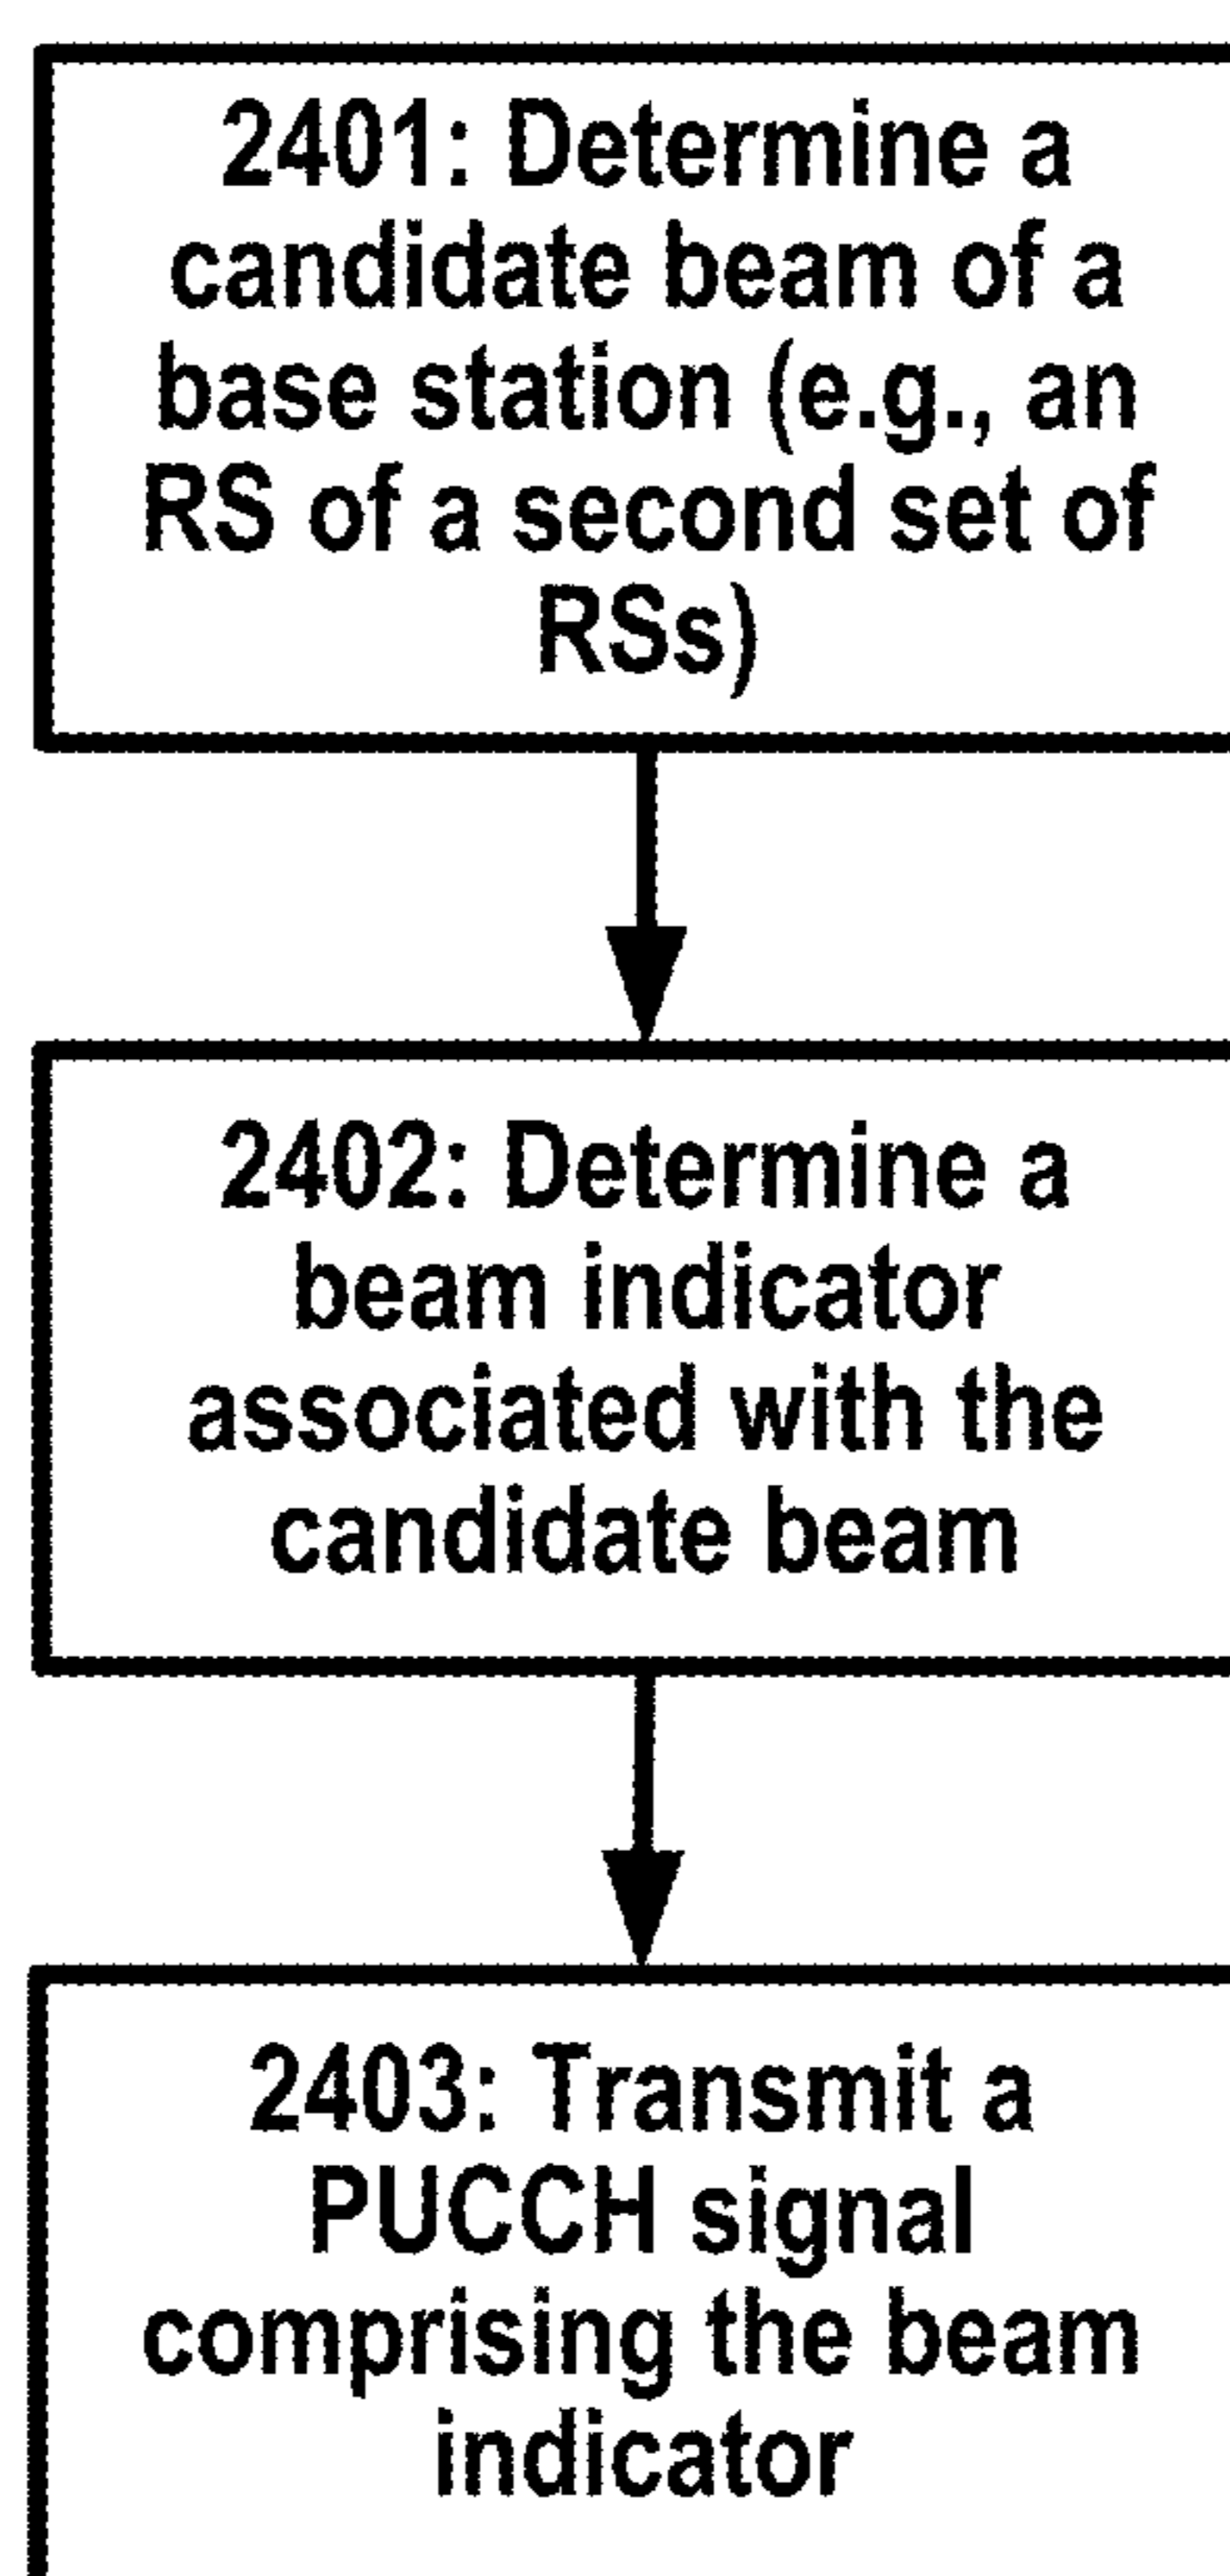 2401: Determine a
candidate beam of a
base station (e.g., an
RS of a second set of
RSs)
2402: Determine a
beam indicator
associated with the
candidate beam
2403: Transmit a
PUCCH signal
comprising the beam
indicator